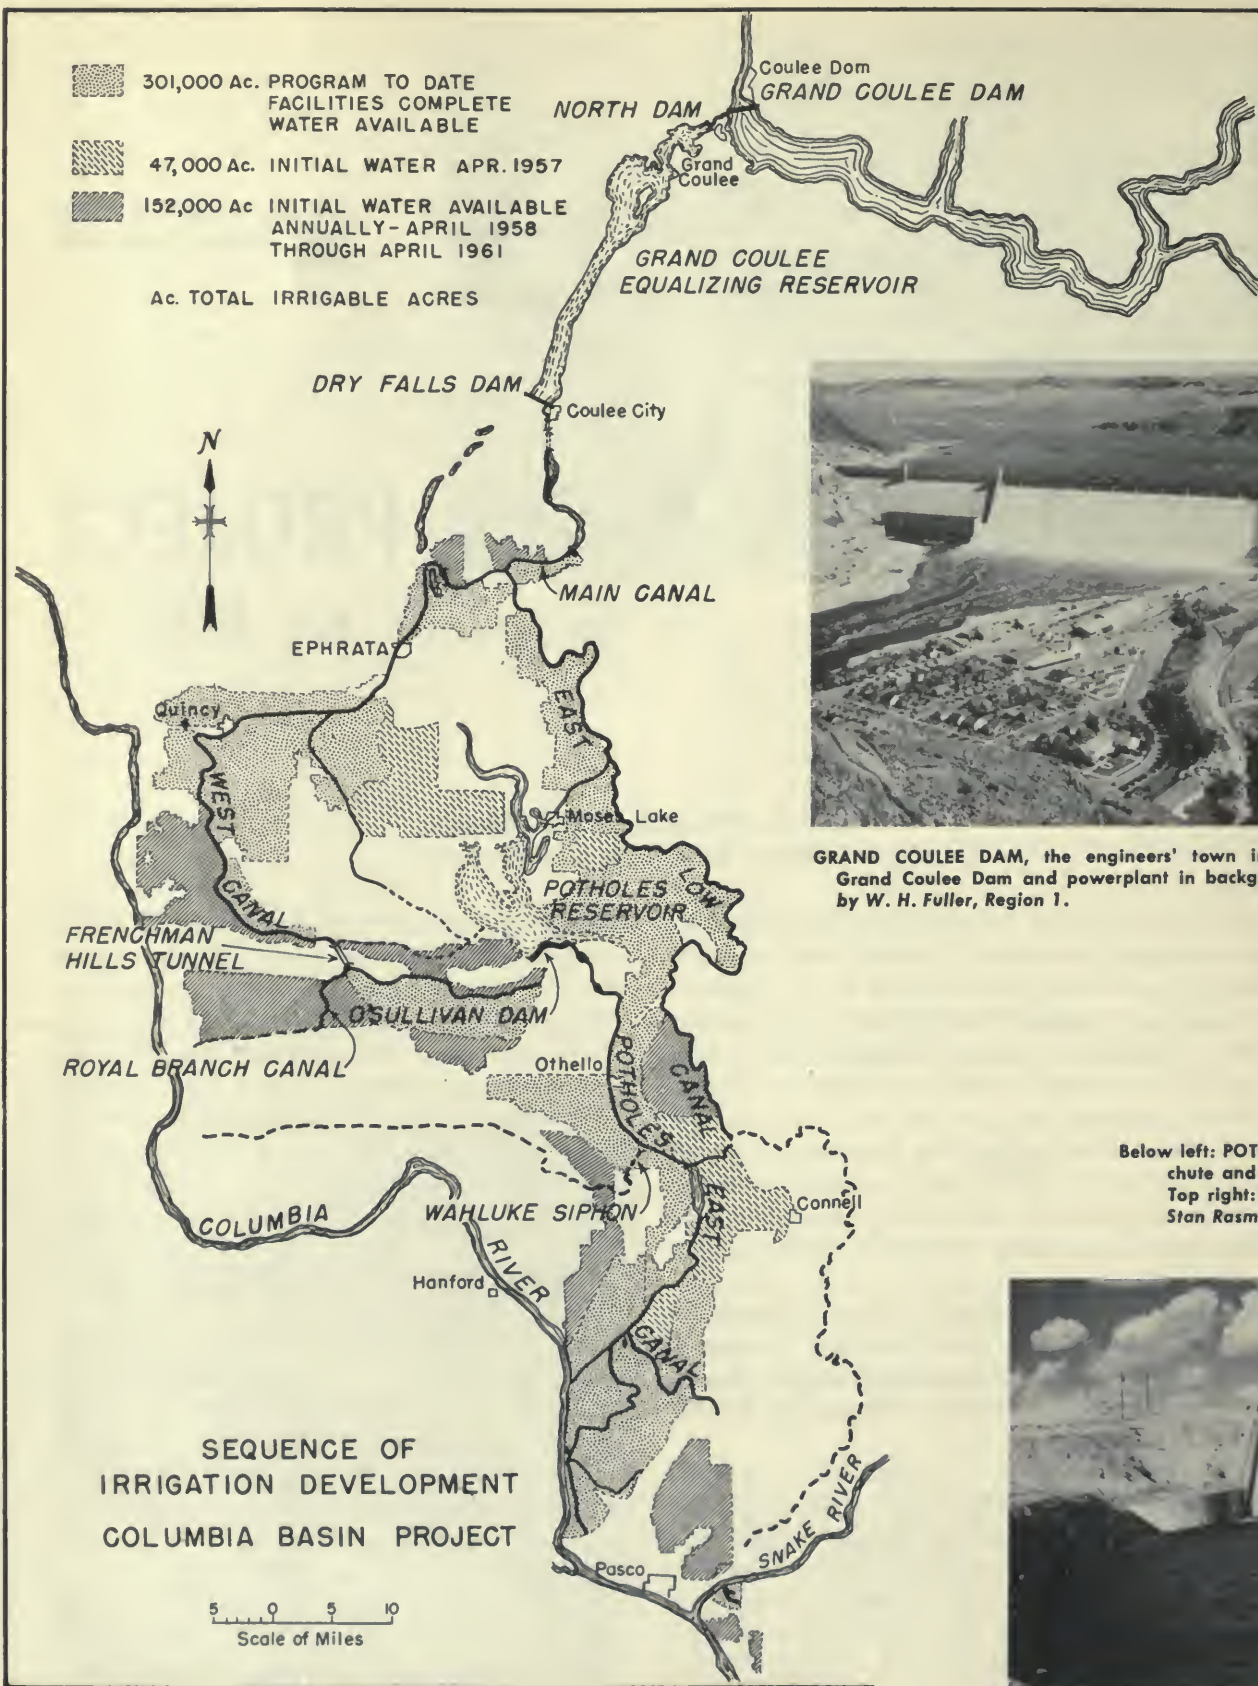 301,000 Ac. PROGRAM TO DATE
FACILITIES COMPLETE
WATER AVAILABLE
47,000 Ac. INITIAL WATER APR. 1957
152,000 Ac INITIAL WATER AVAILABLE
ANNUALLY - APRIL 1958
THROUGH APRIL 1961
Ac. TOTAL IRRIGABLE ACRES
Coulee Dam
GRAND COULEE DAM
NORTH DAM
Grand
Coulee
GRAND COULEE
EQUALIZING RESERVOIR
DRY FALLS DAM
Coulee City
N
MAIN CANAL
EPHRATA
Quincy
EAST
WEST
Moses Lake
LOW
CANAL
POTHOLES
RESERVOIR
GRAND COULEE DAM, the engineers' town i
Grand Coulee Dam and powerplant in backg
by W. H. Fuller, Region 1.
FRENCHMAN
HILLS TUNNEL
O'SULLIVAN DAM
ROYAL BRANCH CANAL
Othello
POTHOLES
CANAL
Below left: POT
chute and
Top right:
Stan Rasm
EAST
Connell
WAHLUKE SIPHON
COLUMBIA
RIVER
Hanford
CANAL
SEQUENCE OF
IRRIGATION DEVELOPMENT
COLUMBIA BASIN PROJECT
SNAKE RIVER
Pasco
5 0 5 10
Scale of Miles